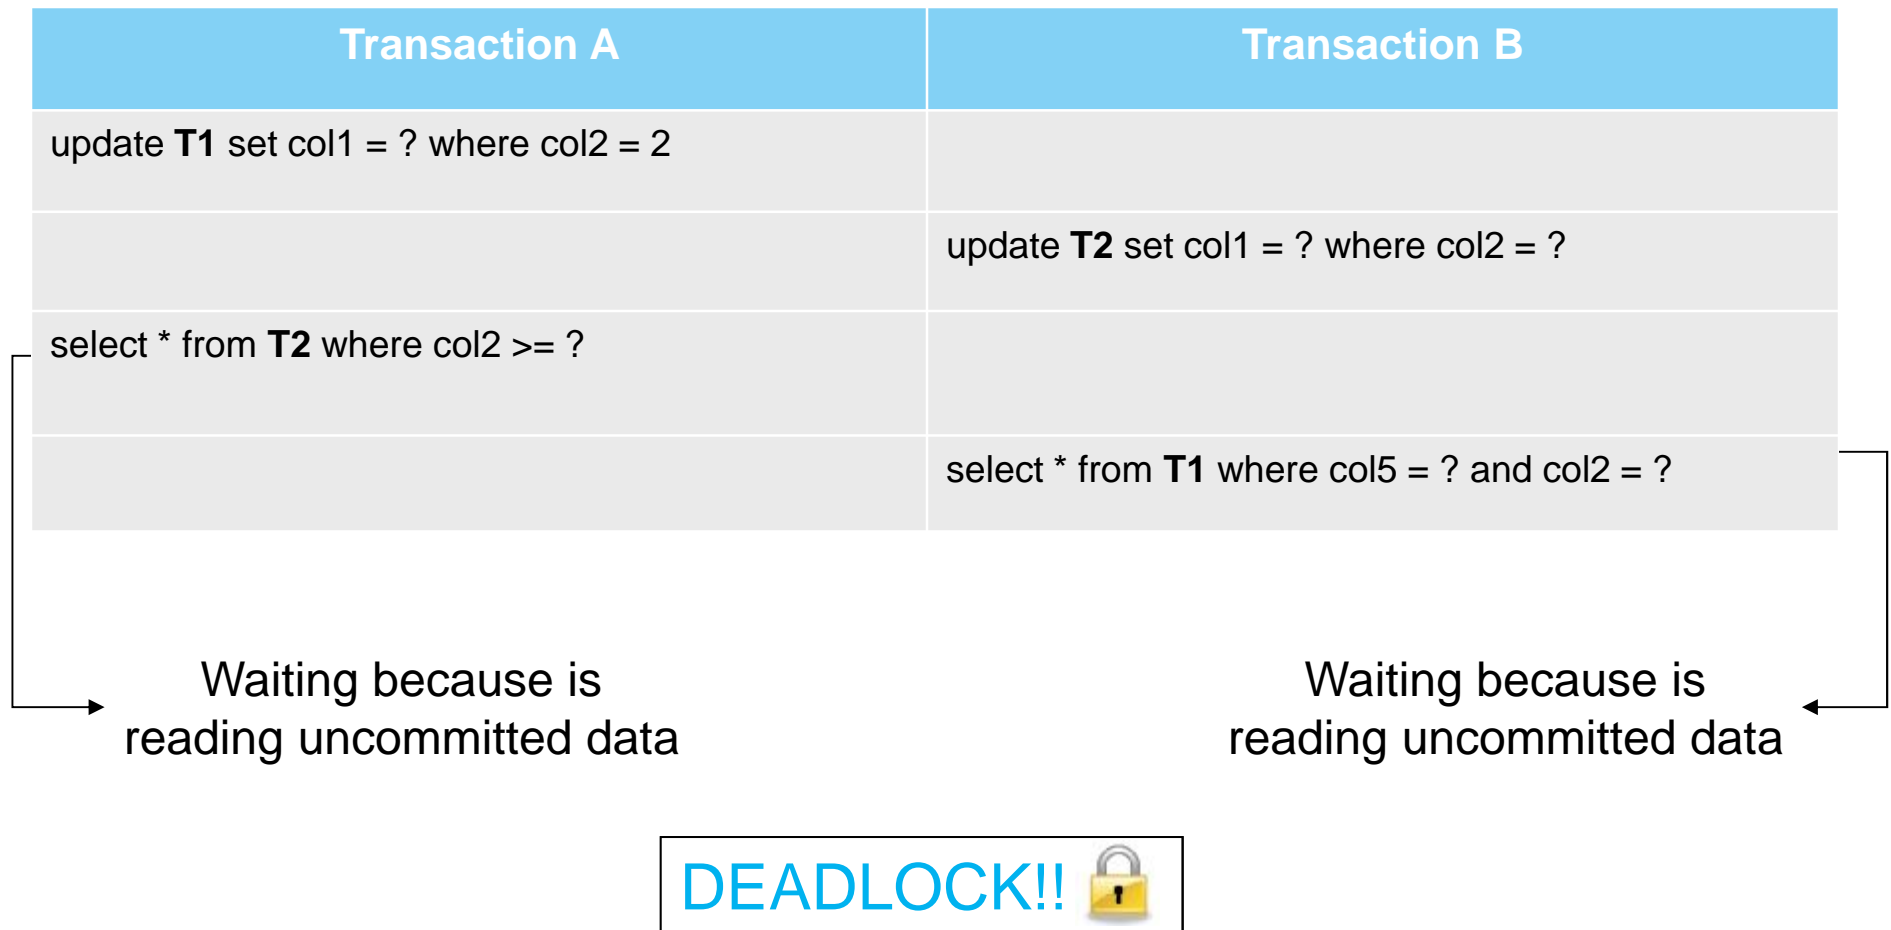 Transaction A
Transaction B
update T1 set col1 = ? where col2 = 2
update T2 set col1 = ? where col2 = ?
select * from T2 where col2 >= ?
select * from T1 where col5 = ? and col2 = ?
Waiting because is
reading uncommitted data
Waiting because is
reading uncommitted data
DEADLOCK!!